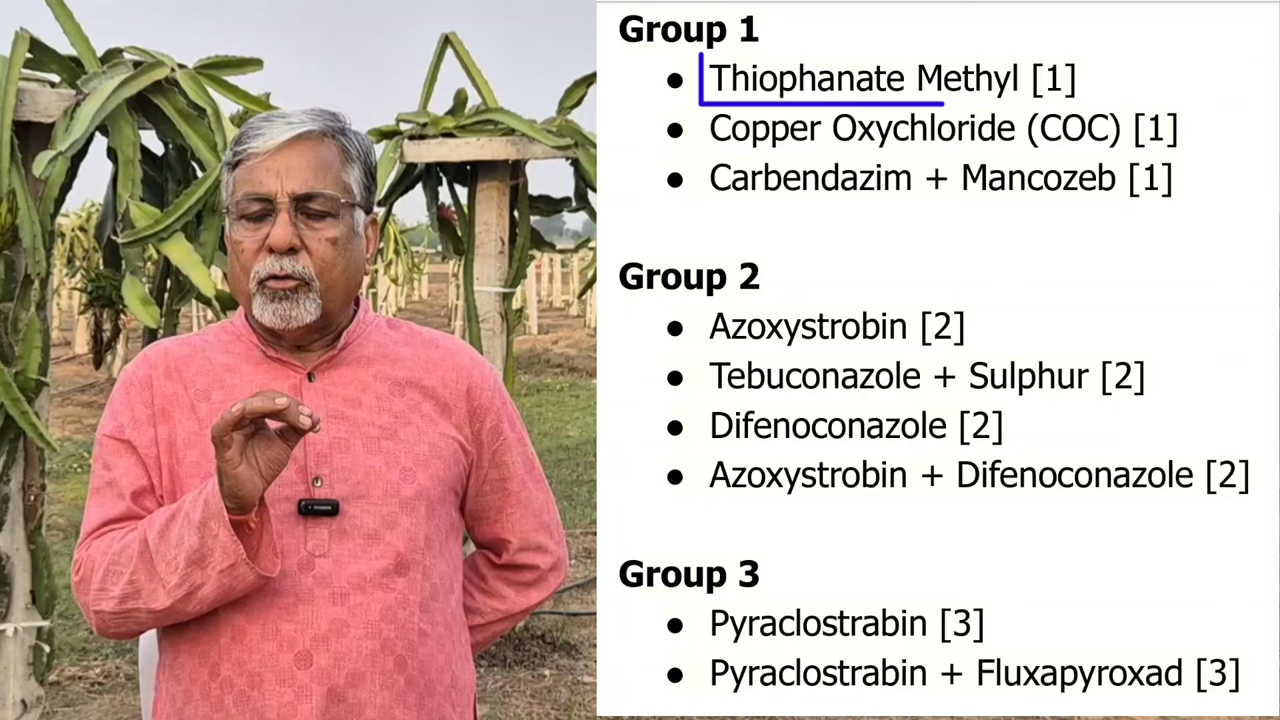 Group 1
● Thiophanate Methyl [1]
● Copper Oxychloride (COC) [1]
● Carbendazim + Mancozeb [1]
Group 2
● Azoxystrobin [2]
● Tebuconazole + Sulphur [2]
● Difenoconazole [2]
● Azoxystrobin + Difenoconazole [2]
Group 3
● Pyraclostrabin [3]
● Pyraclostrabin + Fluxapyroxad [3]